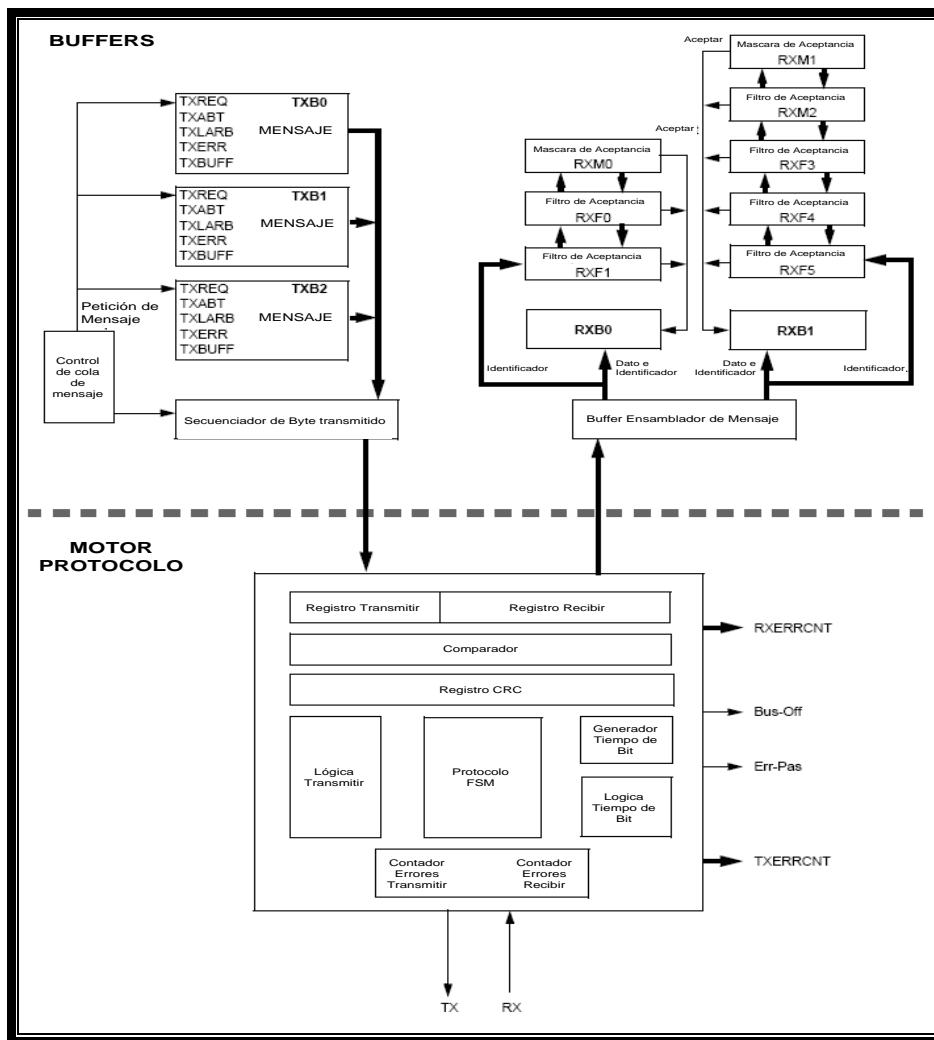 BUFFERS
TXREQ TXB0
TXABT
TXLARB MENSAJE
TXERR
TXBUFF
TXREQ TXB1
TXABT
TXLARB MENSAJE
TXERR
TXBUFF
TXREQ TXB2
TXABT
TXLARB MENSAJE
TXERR
TXBUFF
Petición de
Mensaje
Control
de cola
de
mensaje
Secuenciador de Byte transmitido
Aceptar
Mascara de Aceptancia
RXM0
Filtro de Aceptancia
RXF0
Filtro de Aceptancia
RXF1
RXB0
Aceptar
Mascara de Aceptancia
RXM1
Filtro de Aceptancia
RXM2
Filtro de Aceptancia
RXF3
Filtro de Aceptancia
RXF4
Filtro de Aceptancia
RXF5
RXB1
Identificador
Dato e
Identificador
Dato e
Identificador
Identificador
Buffer Ensamblador de Mensaje
MOTOR
PROTOCOLO
Registro Transmitir
Registro Recibir
Comparador
Registro CRC
Lógica
Transmitir
Protocolo
FSM
Generador
Tiempo de
Bit
Logica
Tiempo de
Bit
Contador
Errores
Transmitir
Contador
Errores
Recibir
RXERRCNT
Bus-Off
Err-Pas
TXERRCNT
TX
RX